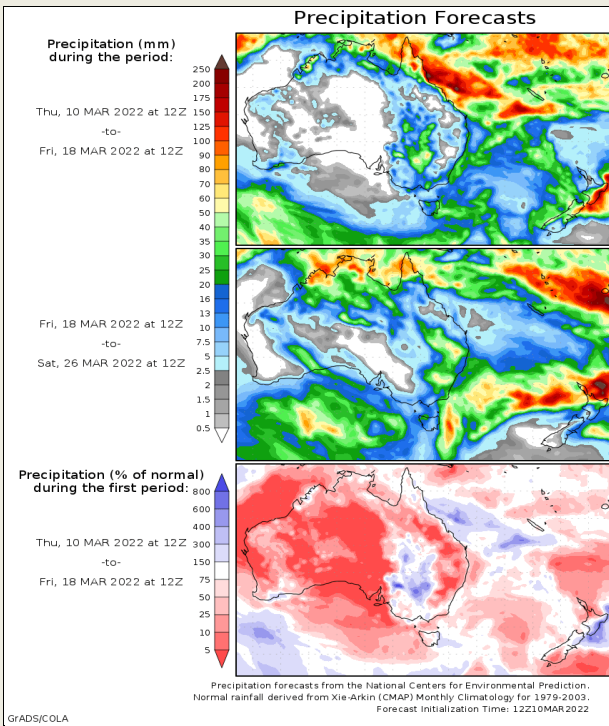 Precipitation Forecasts
Precipitation (mm)
during the period:
Thu, 10 MAR 2022 at 12Z
-to-
Fri, 18 MAR 2022 at 12Z
250
200
175
150
125
100
90
80
70
60
50
40
35
30
25
20
16
13
10
7.5
5
2.5
2
1.5
1
0.5
Fri, 18 MAR 2022 at 12Z
-to-
Sat, 26 MAR 2022 at 12Z
Precipitation (% of normal)
during the first period:
Thu, 10 MAR 2022 at 12Z
-to-
Fri, 18 MAR 2022 at 12Z
800
600
400
300
150
75
50
25
10
5
Precipitation forecasts from the National Centers for Environmental Prediction.
Normal rainfall derived from Xie-Arkin (CMAP) Monthly Climatology for 1979-2003.
Forecast Initialization Time: 12Z10MAR2022
GrADS/COLA